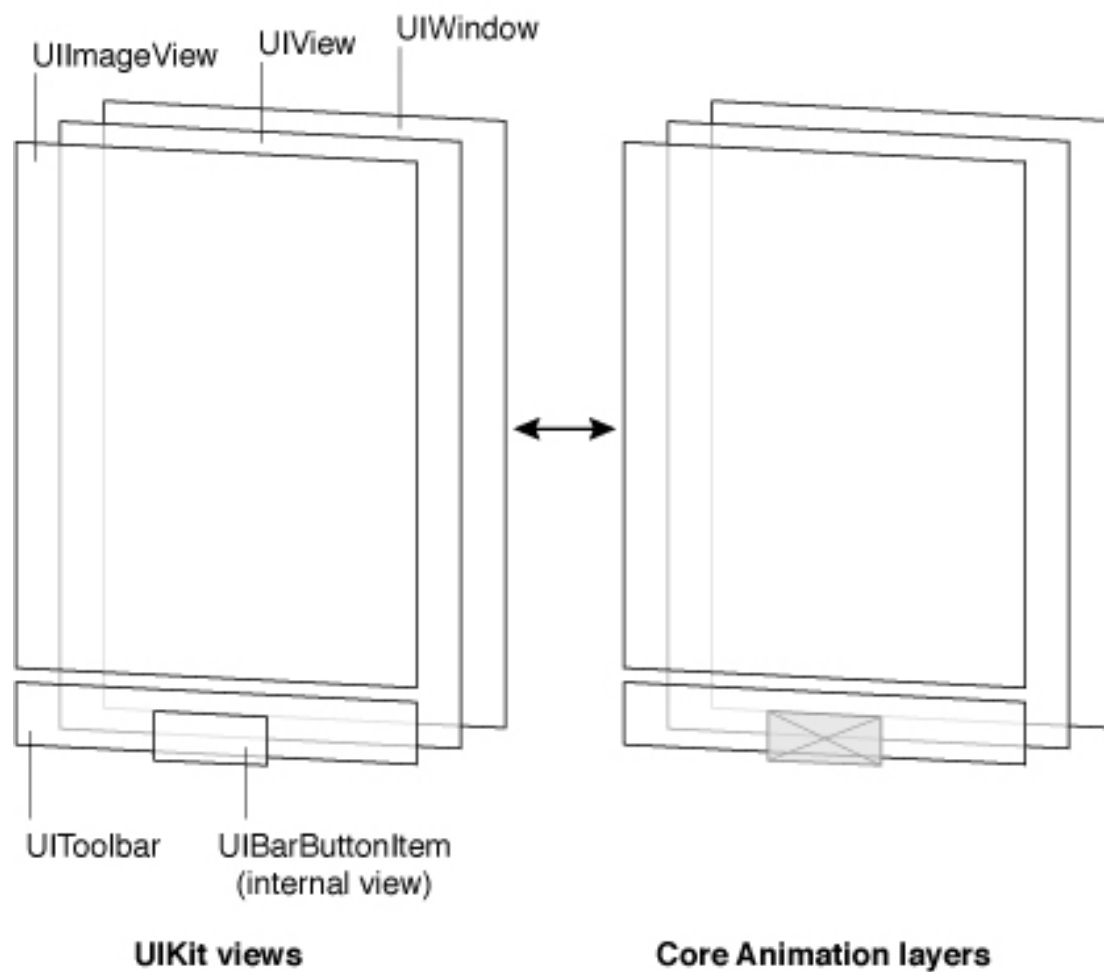 UIImageView
UIView
UIWindow
UIToolbar
UIBarButtonItem
(internal view)
UIKit views
Core Animation layers